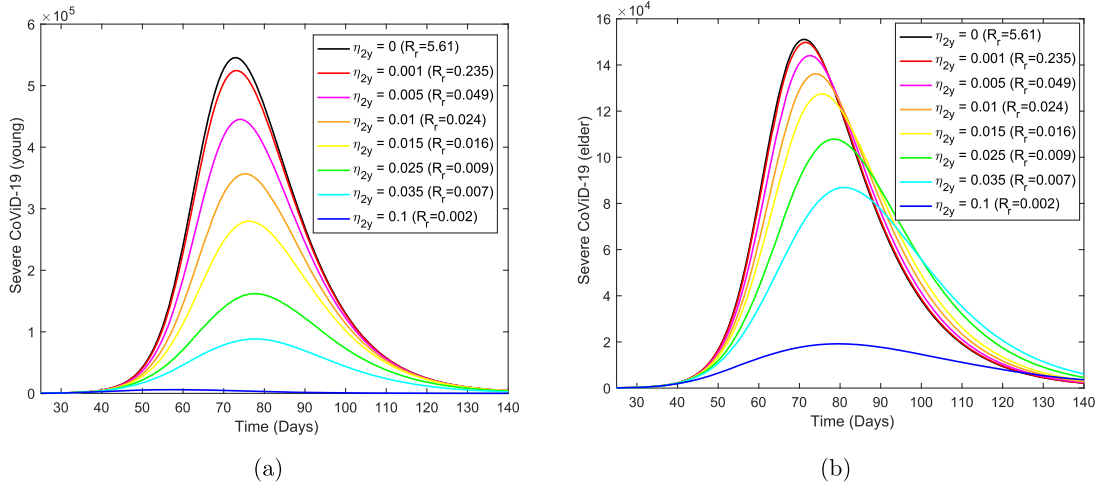 ×10⁵
6
5
4
3
2
1
0
30 40 50 60 70 80 90 100 110 120 130 140
Time (Days)
Severe CoViD-19 (young)
η₂y = 0 (Rᵣ=5.61)
η₂y = 0.001 (Rᵣ=0.235)
η₂y = 0.005 (Rᵣ=0.049)
η₂y = 0.01 (Rᵣ=0.024)
η₂y = 0.015 (Rᵣ=0.016)
η₂y = 0.025 (Rᵣ=0.009)
η₂y = 0.035 (Rᵣ=0.007)
η₂y = 0.1 (Rᵣ=0.002)
(a)
×10⁴
16
14
12
10
8
6
4
2
0
30 40 50 60 70 80 90 100 110 120 130 140
Time (Days)
Severe CoViD-19 (elder)
η₂y = 0 (Rᵣ=5.61)
η₂y = 0.001 (Rᵣ=0.235)
η₂y = 0.005 (Rᵣ=0.049)
η₂y = 0.01 (Rᵣ=0.024)
η₂y = 0.015 (Rᵣ=0.016)
η₂y = 0.025 (Rᵣ=0.009)
η₂y = 0.035 (Rᵣ=0.007)
η₂y = 0.1 (Rᵣ=0.002)
(b)